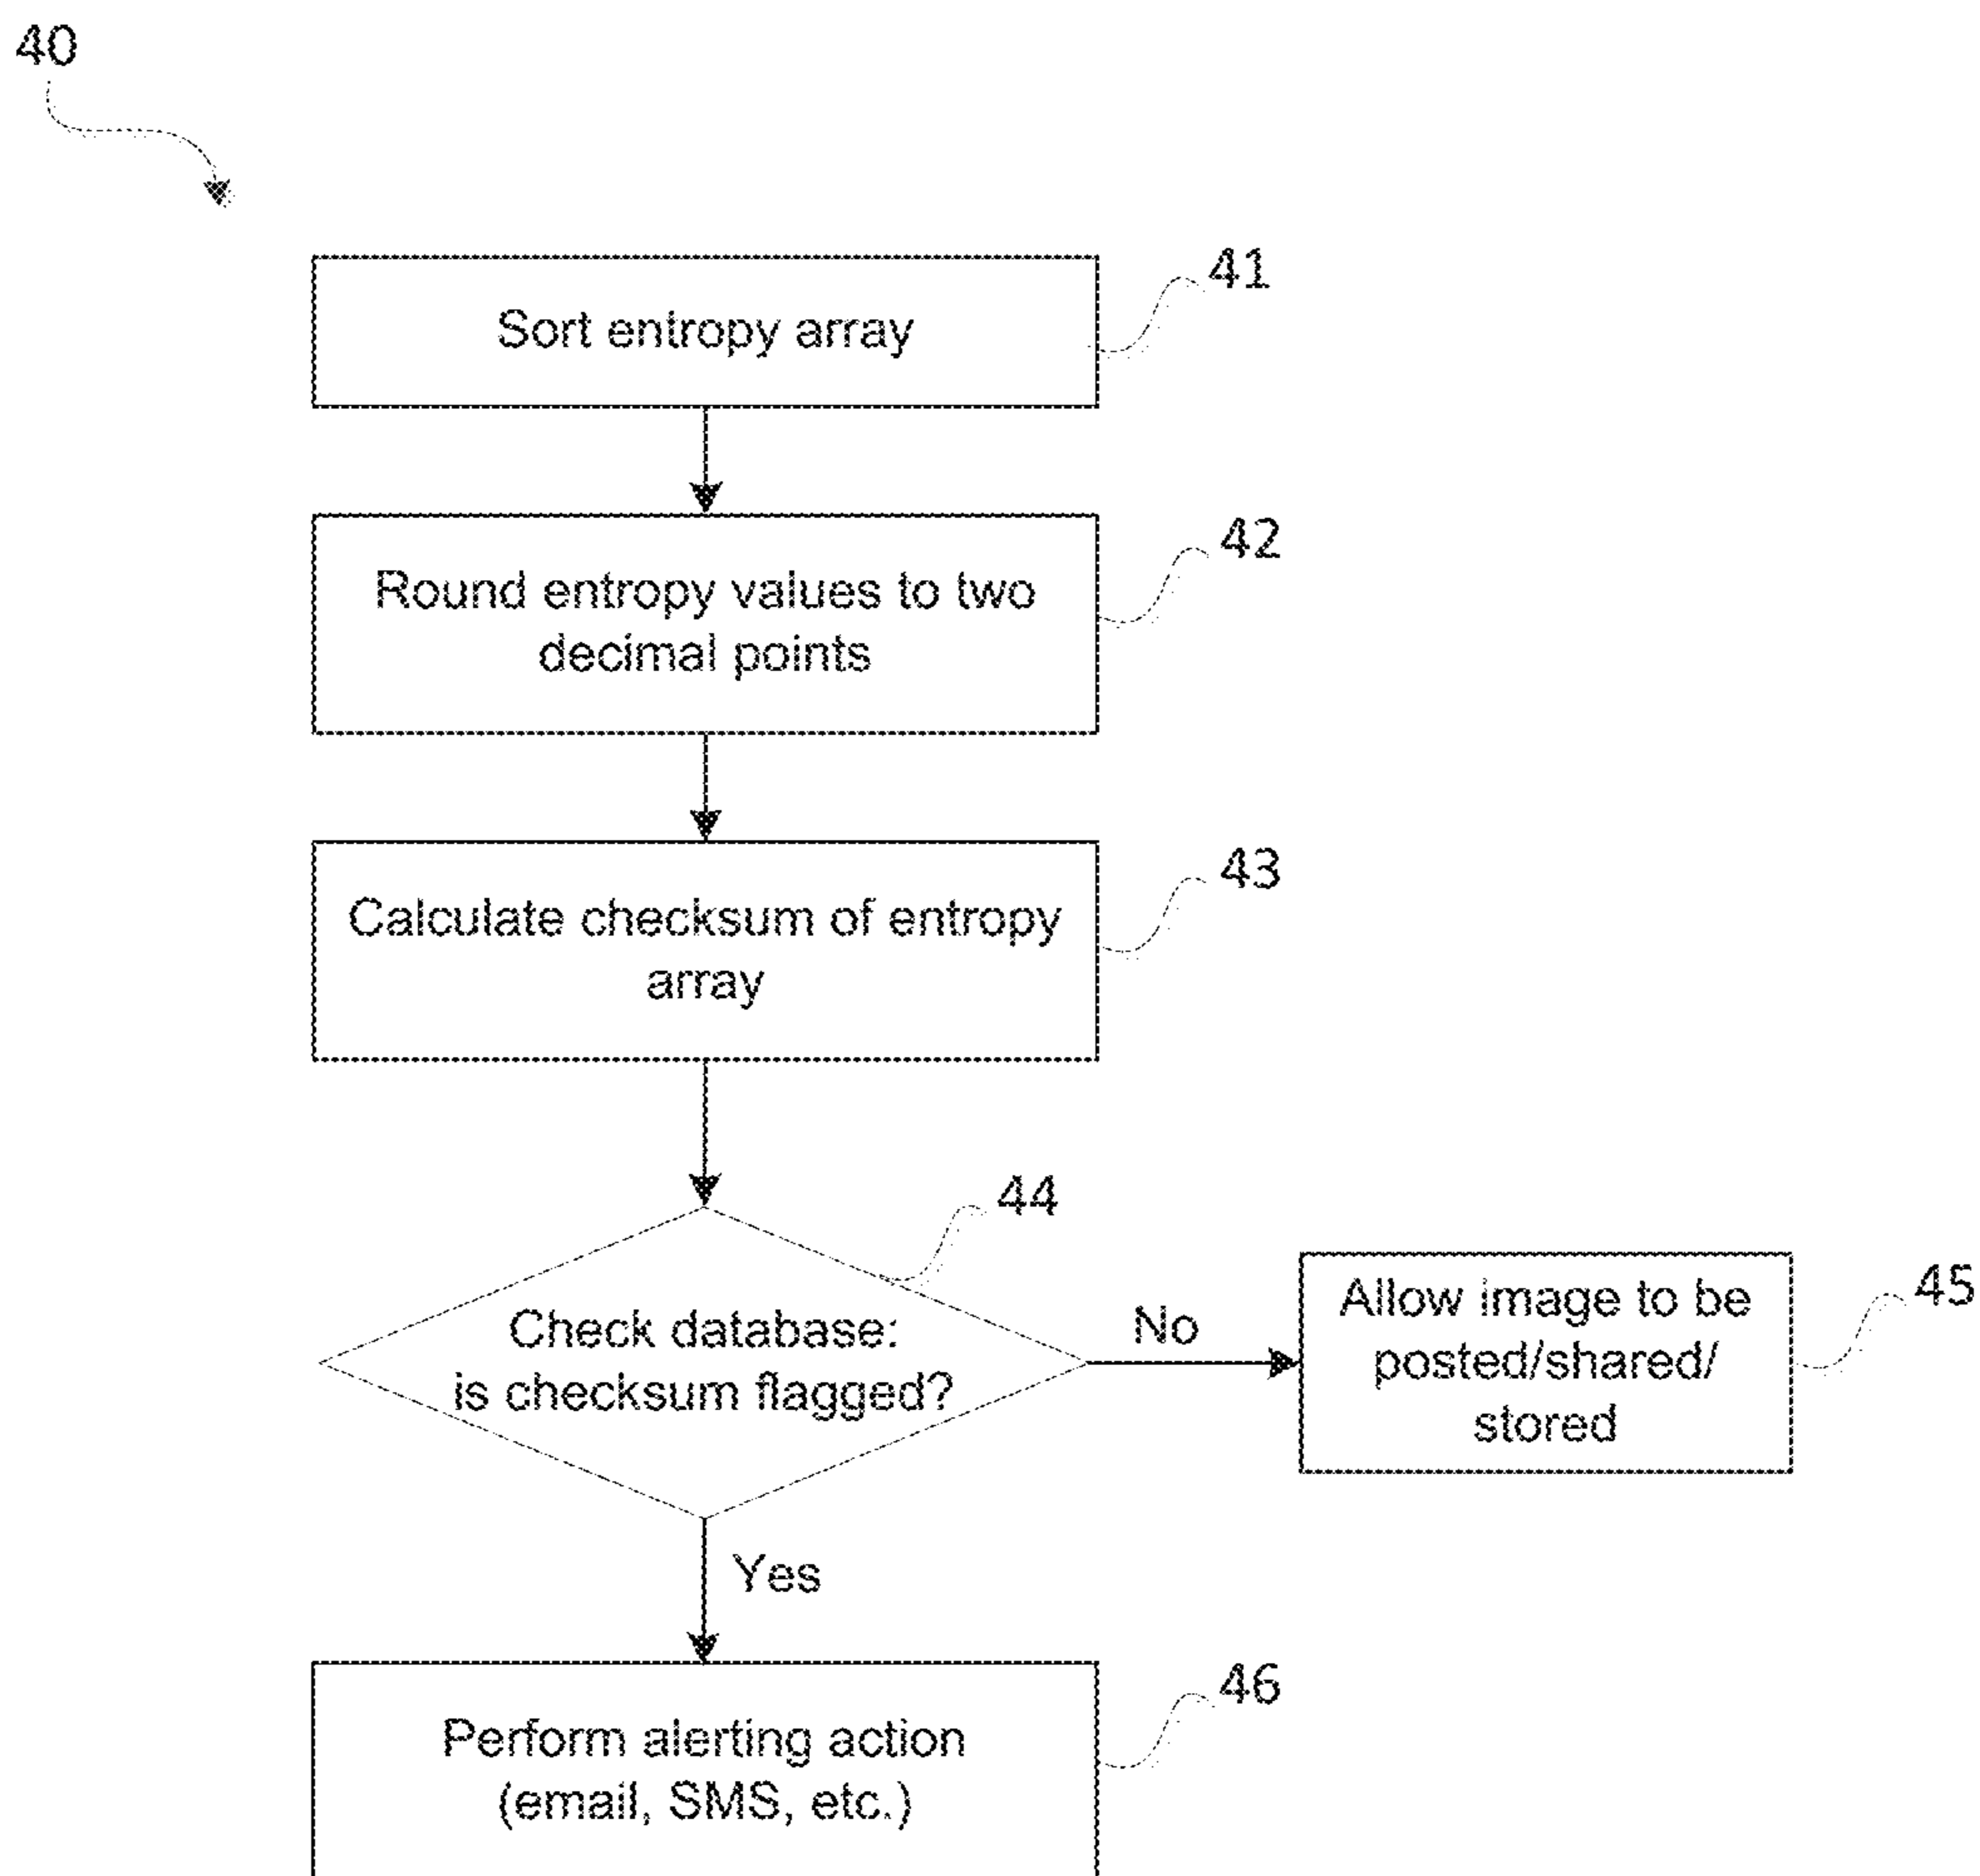 40
Sort entropy array
41
Round entropy values to two
decimal points
42
Calculate checksum of entropy
array
43
44
Check database:
is checksum flagged?
No
Allow image to be
posted/shared/
stored
45
Yes
Perform alerting action
(email, SMS, etc.)
46